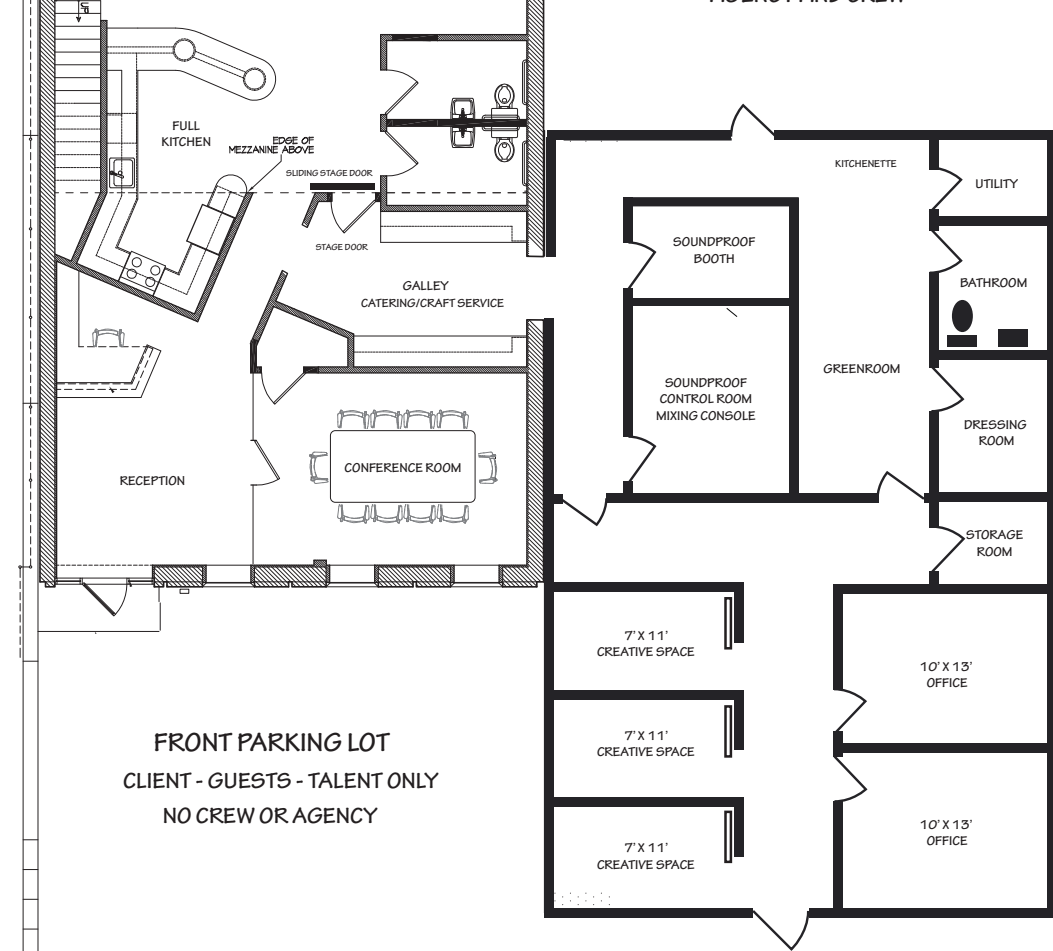 UP
FULL
KITCHEN
EDGE OF
MEZZANINE ABOVE
SLIDING STAGE DOOR
STAGE DOOR
GALLEY
CATERING/CRAFT SERVICE
KITCHENETTE
UTILITY
SOUNDPROOF
BOOTH
BATHROOM
GREENROOM
SOUNDPROOF
CONTROL ROOM
MIXING CONSOLE
DRESSING
ROOM
RECEPTION
CONFERENCE ROOM
STORAGE
ROOM
7' X 11'
CREATIVE SPACE
10' X 13'
OFFICE
7' X 11'
CREATIVE SPACE
10' X 13'
OFFICE
7' X 11'
CREATIVE SPACE
FRONT PARKING LOT
CLIENT - GUESTS - TALENT ONLY
NO CREW OR AGENCY